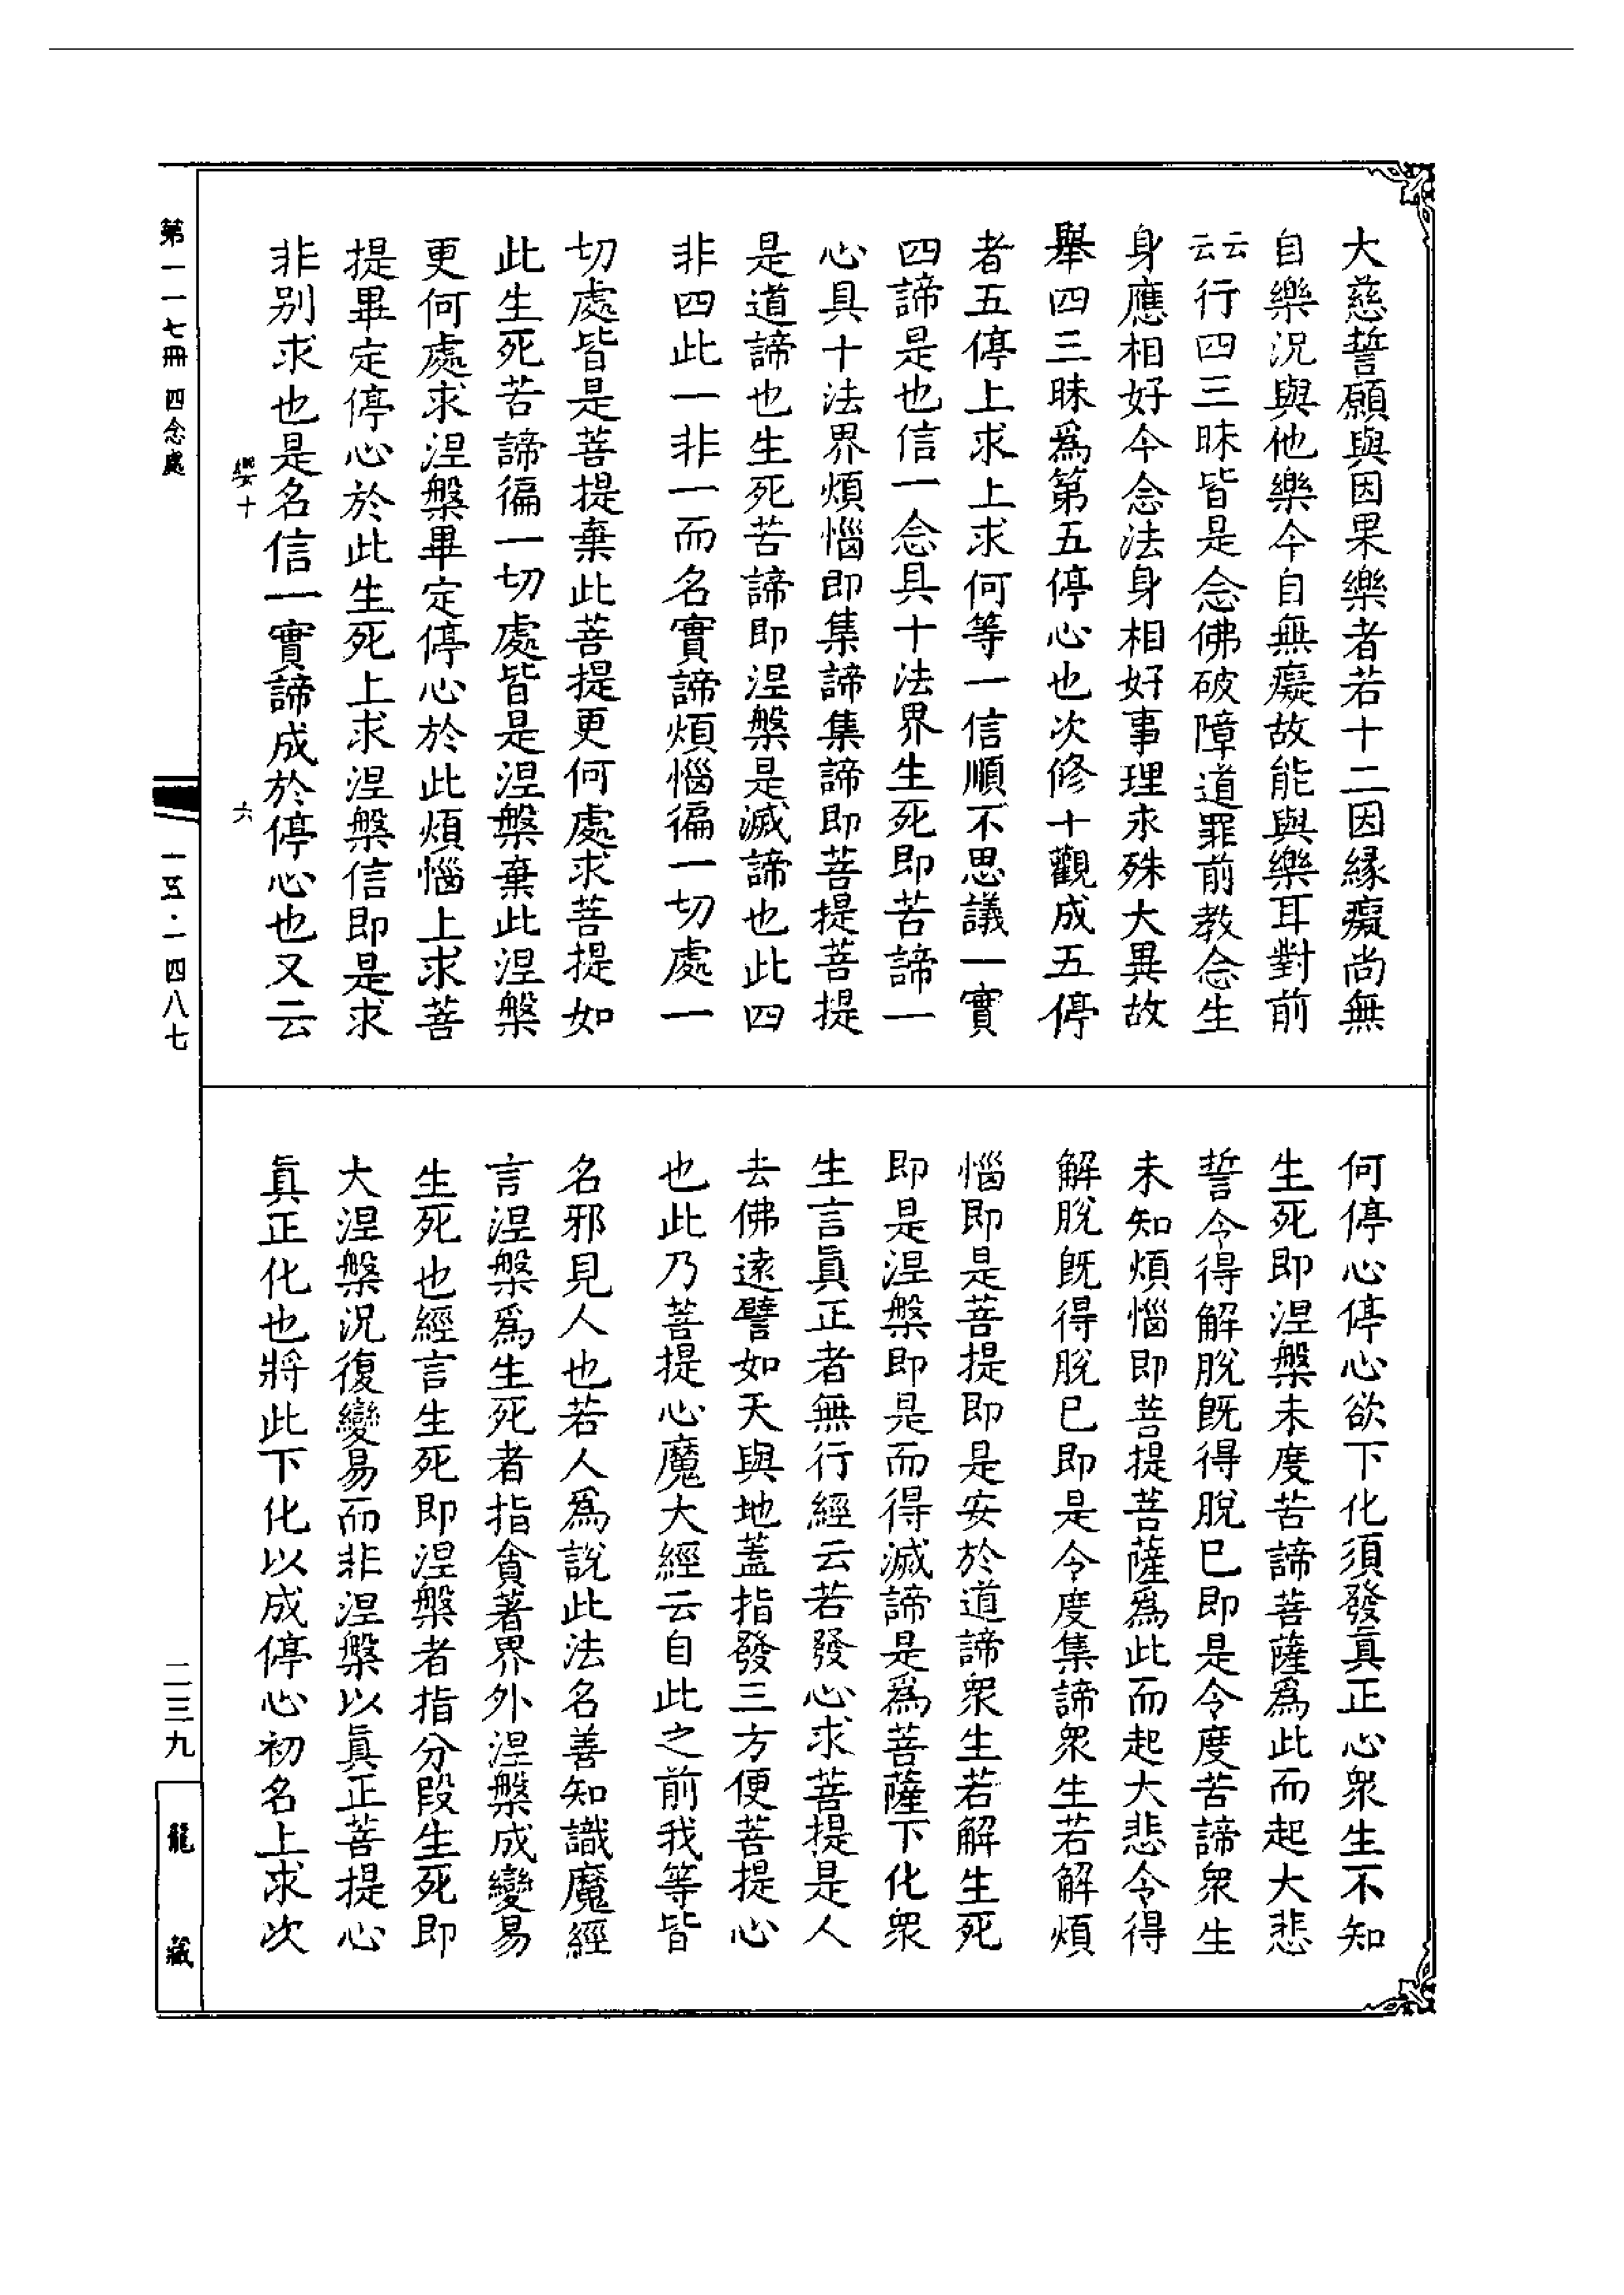 大慈誓願與因果樂者若十二因緣癡尚無
自樂況與他樂今自無癡故能與樂耳對前
云云行四三昧皆是念佛破障道罪前教念生
身應相好今念法身相好事理永殊大異故
舉四三昧爲第五停心也次修十觀成五停
者五停上求上求何等一信順不思議一實
四諦是也信一念具十法界生死即苦諦一
心具十法界煩惱即集諦集諦即菩提菩提
是道諦也生死苦諦即涅槃是滅諦也此四
非四此一非一而名實諦煩惱徧一切處一
切處皆是菩提棄此菩提更何處求菩提如
此生死苦諦徧一切處皆是涅槃棄此涅槃
更何處求涅槃畢定停心於此煩惱上求菩
提畢定停心於此生死上求涅槃信即是求
非別求也是名信一實諦成於停心也又云
何停心停心欲下化須發真正心衆生不知
生死即涅槃未度苦諦菩薩爲此而起大悲
誓令得解脫既得脫已即是令度苦諦衆生
未知煩惱即菩提菩薩爲此而起大悲令得
解脫既得脫已即是令度集諦衆生若解煩
惱即是菩提即是安於道諦衆生若解生死
即是涅槃即是而得滅諦是爲菩薩下化衆
生言眞正者無行經云若發心求菩提是人
去佛遠譬如天與地蓋指發三方便菩提心
也此乃菩提心魔大經云自此之前我等皆
名邪見人也若人爲說此法名善知識魔經
言涅槃爲生死者指貪著界外涅槃成變易
生死也經言生死即涅槃者指分段生死即
大涅槃況復變易而非涅槃以眞正菩提心
眞正化也將此下化以成停心初名上求次
第一一七冊 四念處
纓十
六
一五·一四八七
二三九
龍藏